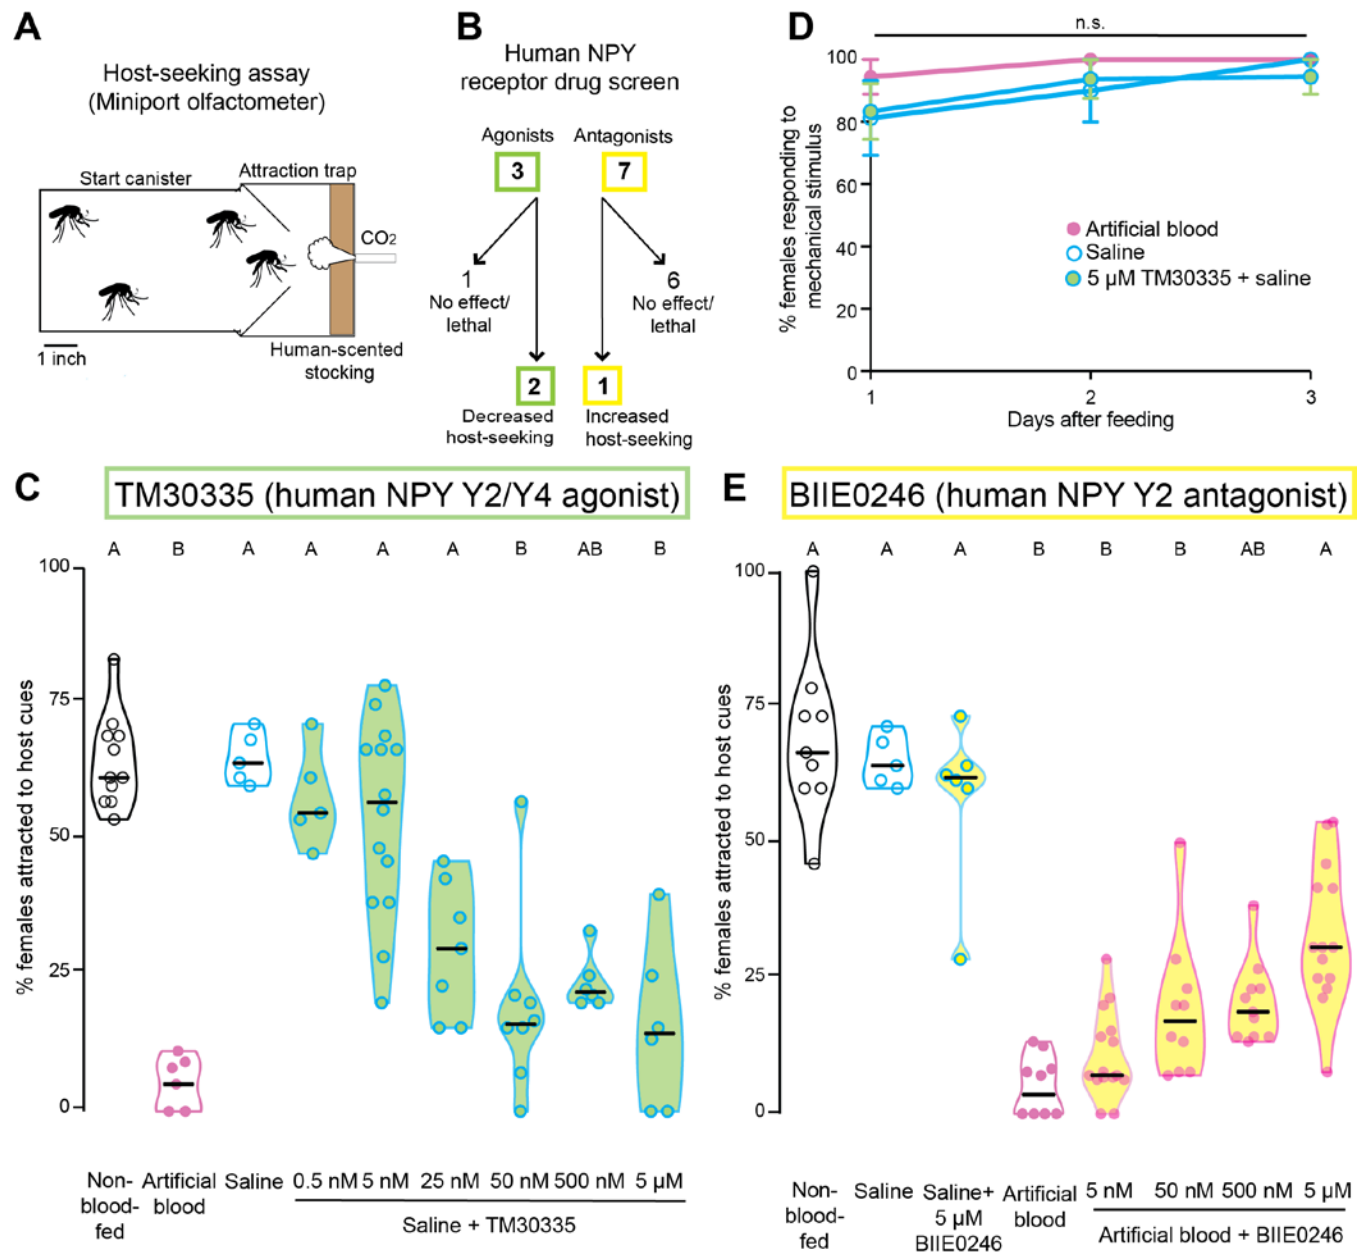 A
Host-seeking assay
(Miniport olfactometer)
Start canister
Attraction trap
CO2
1 inch
Human-scented
stocking
B
Human NPY
receptor drug screen
Agonists
Antagonists
3
7
1
No effect/
lethal
6
No effect/
lethal
2
1
Decreased
host-seeking
Increased
host-seeking
D
n.s.
% females responding to
mechanical stimulus
100
80
60
40
20
0
Artificial blood
Saline
5 µM TM30335 + saline
1
2
3
Days after feeding
C
TM30335 (human NPY Y2/Y4 agonist)
A B A A A A B AB B
% females attracted to host cues
100
75
50
25
0
Non-
blood-
fed
Artificial
blood
Saline
0.5 nM 5 nM 25 nM 50 nM 500 nM 5 µM
Saline + TM30335
E
BIIE0246 (human NPY Y2 antagonist)
A A A B B B AB A
% females attracted to host cues
100
75
50
25
0
Non-
blood-
fed
Saline
Saline+
5 µM
BIIE0246
Artificial
blood
5 nM 50 nM 500 nM 5 µM
Artificial blood + BIIE0246